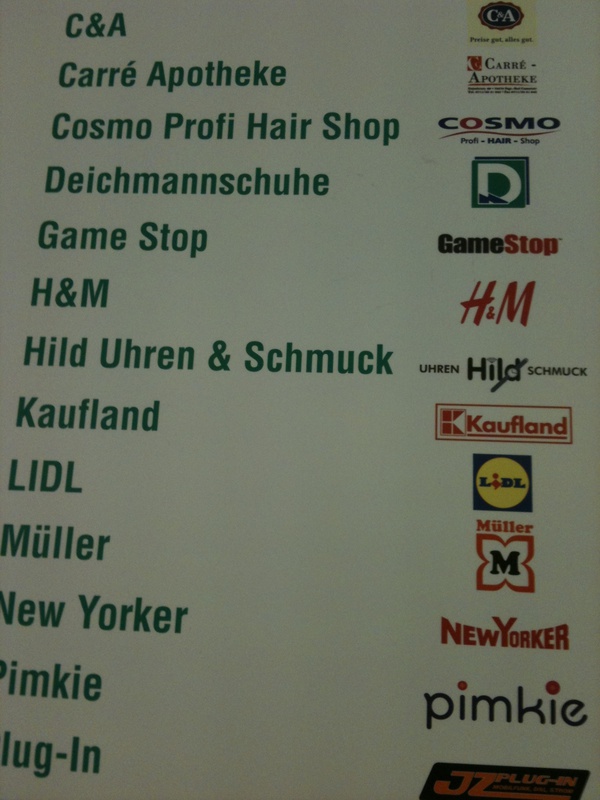 C&A C&A
Preise gut, alles gut.
Carré Apotheke CARRÉ -
APOTHEKE
Cosmo Profi Hair Shop COSMO
Profi - HAIR - Shop
Deichmannschuhe D
Game Stop GameStop
H&M H&M
Hild Uhren & Schmuck UHREN Hild SCHMUCK
Kaufland K Kaufland
LIDL LIDL
Müller Müller
M
New Yorker NEWYORKER
Pimkie pimkie
lug-In JZ PLUG-IN